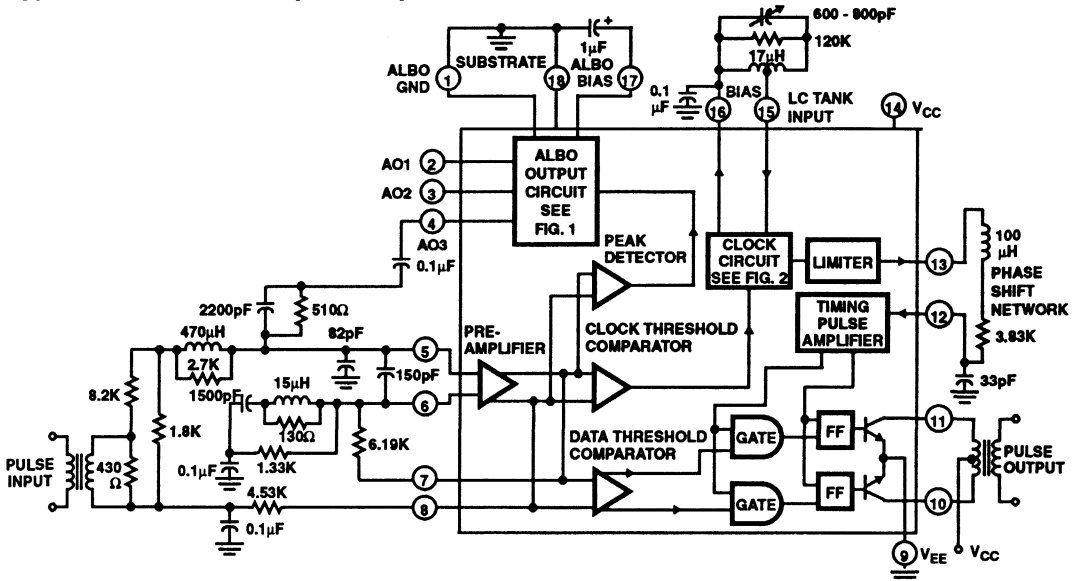 600 - 800pF
120K
17μH
1μF
+
SUBSTRATE
ALBO
GND
1
18
ALBO
BIAS
17
0.1
μF
BIAS
16
15
LC TANK
INPUT
14
VCC
AO1
2
AO2
3
4
AO3
0.1μF
ALBO
OUTPUT
CIRCUIT
SEE
FIG. 1
PEAK
DETECTOR
CLOCK
CIRCUIT
SEE FIG. 2
LIMITER
13
100
μH
PHASE
SHIFT
NETWORK
TIMING
PULSE
AMPLIFIER
12
3.83K
33pF
2200pF
510Ω
470μH
82pF
2.7K
5
PRE-
AMPLIFIER
CLOCK THRESHOLD
COMPARATOR
150pF
1500pF
15μH
6
8.2K
130Ω
1.8K
6.19K
1.33K
0.1μF
PULSE
INPUT
430
Ω
DATA THRESHOLD
COMPARATOR
GATE
FF
11
7
4.53K
8
0.1μF
GATE
FF
10
PULSE
OUTPUT
9
VEE
VCC